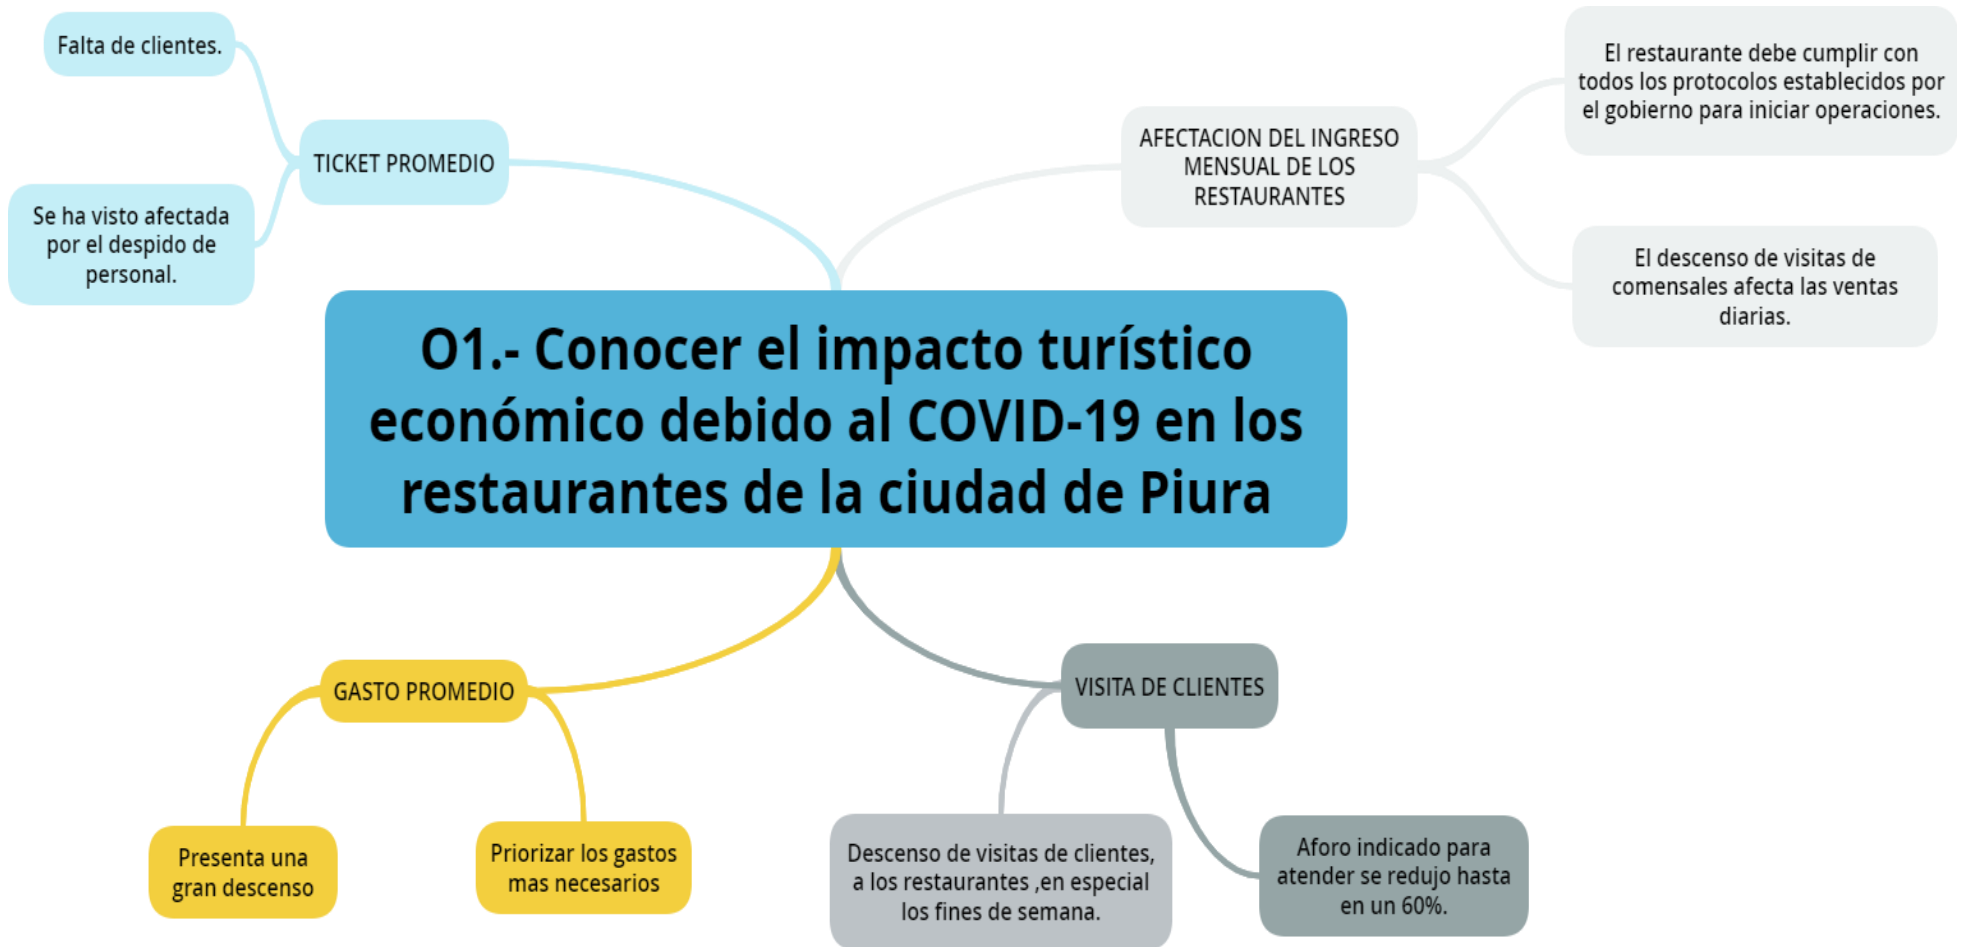 Falta de clientes.
TICKET PROMEDIO
Se ha visto afectada
por el despido de
personal.
AFECTACION DEL INGRESO
MENSUAL DE LOS
RESTAURANTES
El restaurante debe cumplir con
todos los protocolos establecidos por
el gobierno para iniciar operaciones.
El descenso de visitas de
comensales afecta las ventas
diarias.
O1.- Conocer el impacto turístico
económico debido al COVID-19 en los
restaurantes de la ciudad de Piura
GASTO PROMEDIO
Presenta una
gran descenso
Priorizar los gastos
mas necesarios
VISITA DE CLIENTES
Descenso de visitas de clientes,
a los restaurantes ,en especial
los fines de semana.
Aforo indicado para
atender se redujo hasta
en un 60%.